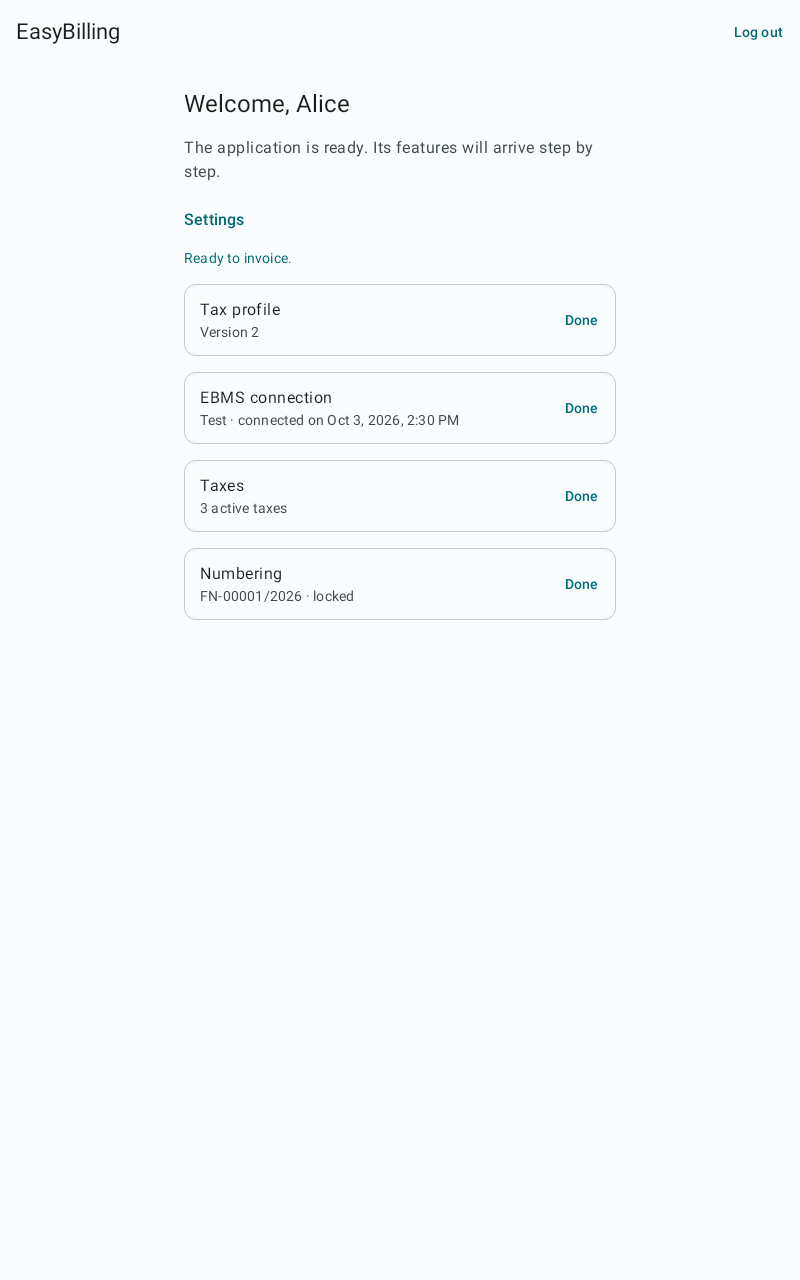 EasyBilling
Log out
Welcome, Alice
The application is ready. Its features will arrive step by
step.
Settings
Ready to invoice.
Tax profile
Version 2
Done
EBMS connection
Test · connected on Oct 3, 2026, 2:30 PM
Done
Taxes
3 active taxes
Done
Numbering
FN-00001/2026 · locked
Done